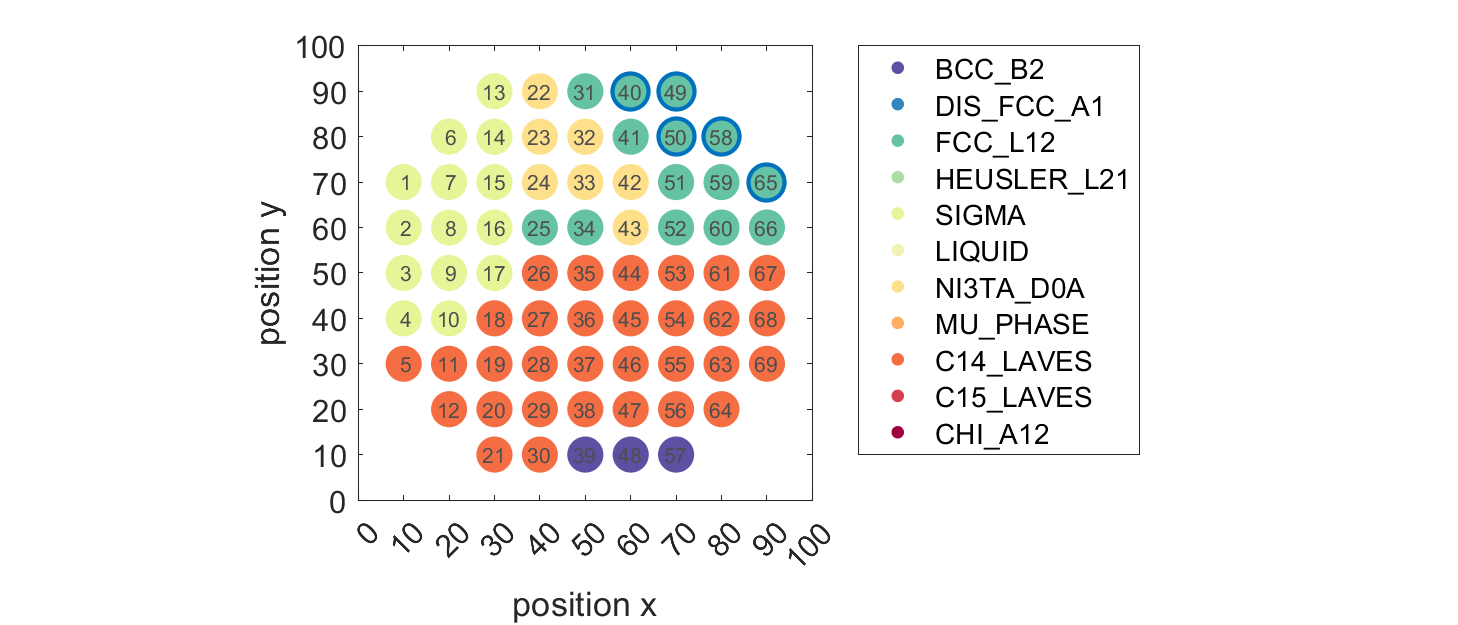 100
90 13 22 31 40 49
80 6 14 23 32 41 50 58
70 1 7 15 24 33 42 51 59 65
60 2 8 16 25 34 43 52 60 66
50 3 9 17 26 35 44 53 61 67
40 4 10 18 27 36 45 54 62 68
30 5 11 19 28 37 46 55 63 69
20 12 20 29 38 47 56 64
10 21 30 39 48 57
0
0 10 20 30 40 50 60 70 80 90 100
position x
position y
BCC_B2
DIS_FCC_A1
FCC_L12
HEUSLER_L21
SIGMA
LIQUID
NI3TA_D0A
MU_PHASE
C14_LAVES
C15_LAVES
CHI_A12